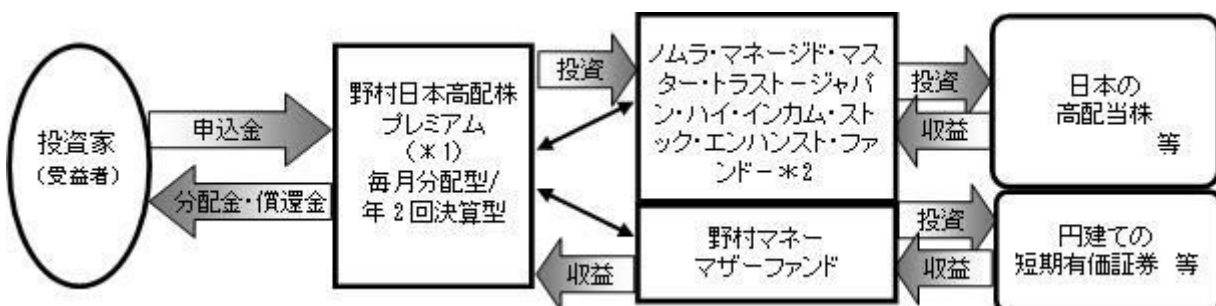 投資家
(受益者)
申込金
分配金・償還金
野村日本高配株
プレミアム
(*1)
毎月分配型/
年2回決算型
投資
収益
ノムラ・マネージド・マス
ター・トラストージャパ
ン・ハイ・インカム・スト
ック・エンハンスト・ファ
ンドー*2
野村マネー
マザーファンド
投資
収益
日本の
高配当株
等
投資
収益
円建ての
短期有価証券 等